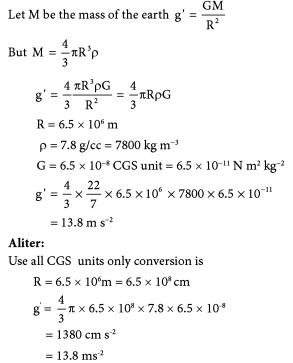 Let M be the mass of the earth g' = GM/R²
But M = 4/3 πR³ρ
g' = 4/3 πR³ρG/R² = 4/3 πRρG
R = 6.5 × 10⁶ m
ρ = 7.8 g/cc = 7800 kg m⁻³
G = 6.5 × 10⁻⁸ CGS unit = 6.5 × 10⁻¹¹ N m² kg⁻²
g' = 4/3 × 22/7 × 6.5 × 10⁶ × 7800 × 6.5 × 10⁻¹¹
= 13.8 m s⁻²
Aliter:
Use all CGS units only conversion is
R = 6.5 × 10⁶m = 6.5 × 10⁸ cm
g' = 4/3 π × 6.5 × 10⁸ × 7.8 × 6.5 × 10⁻⁸
= 1380 cm s⁻²
= 13.8 ms⁻²